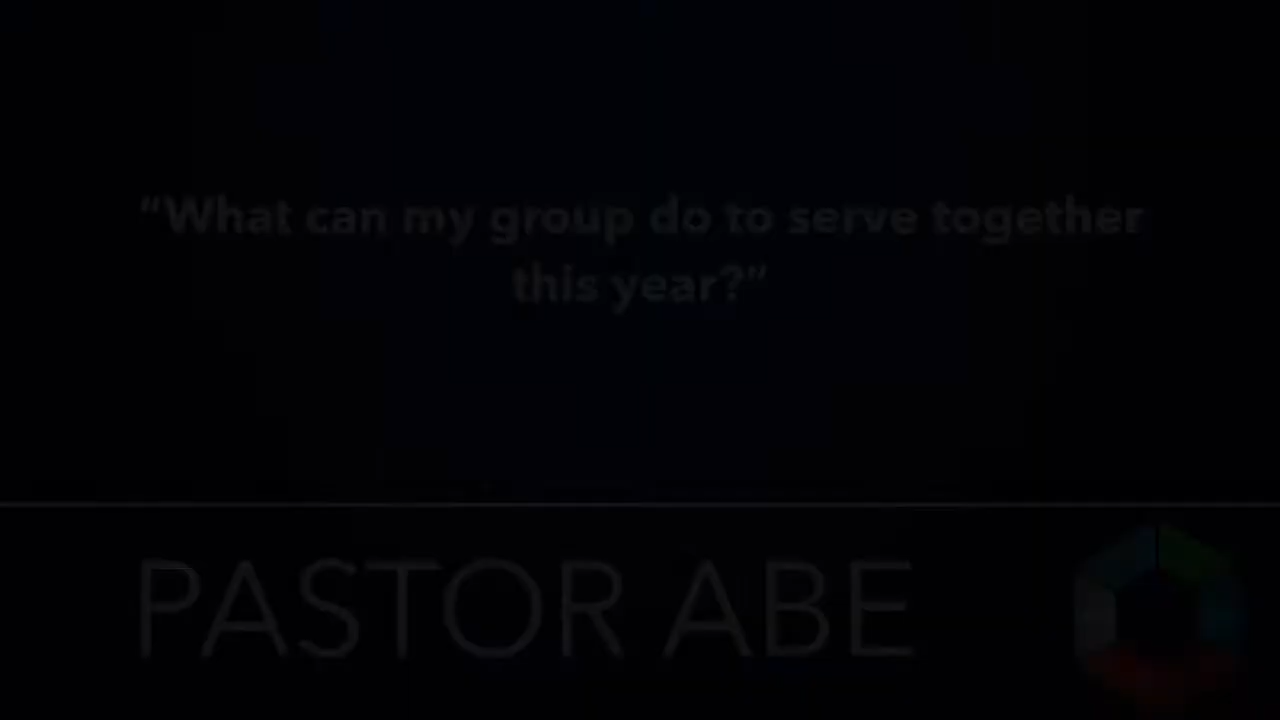 “What can my group do to serve together
this year?”
PASTOR ABE